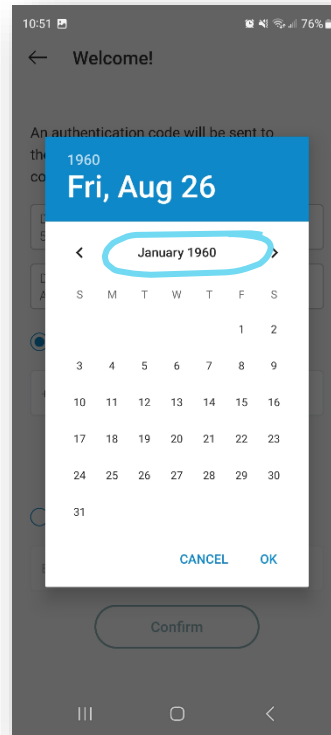 10:51 76%
Welcome!
An authentication code will be sent to
1960
Fri, Aug 26
January 1960
S M T W T F S
1 2
3 4 5 6 7 8 9
10 11 12 13 14 15 16
17 18 19 20 21 22 23
24 25 26 27 28 29 30
31
CANCEL OK
Confirm